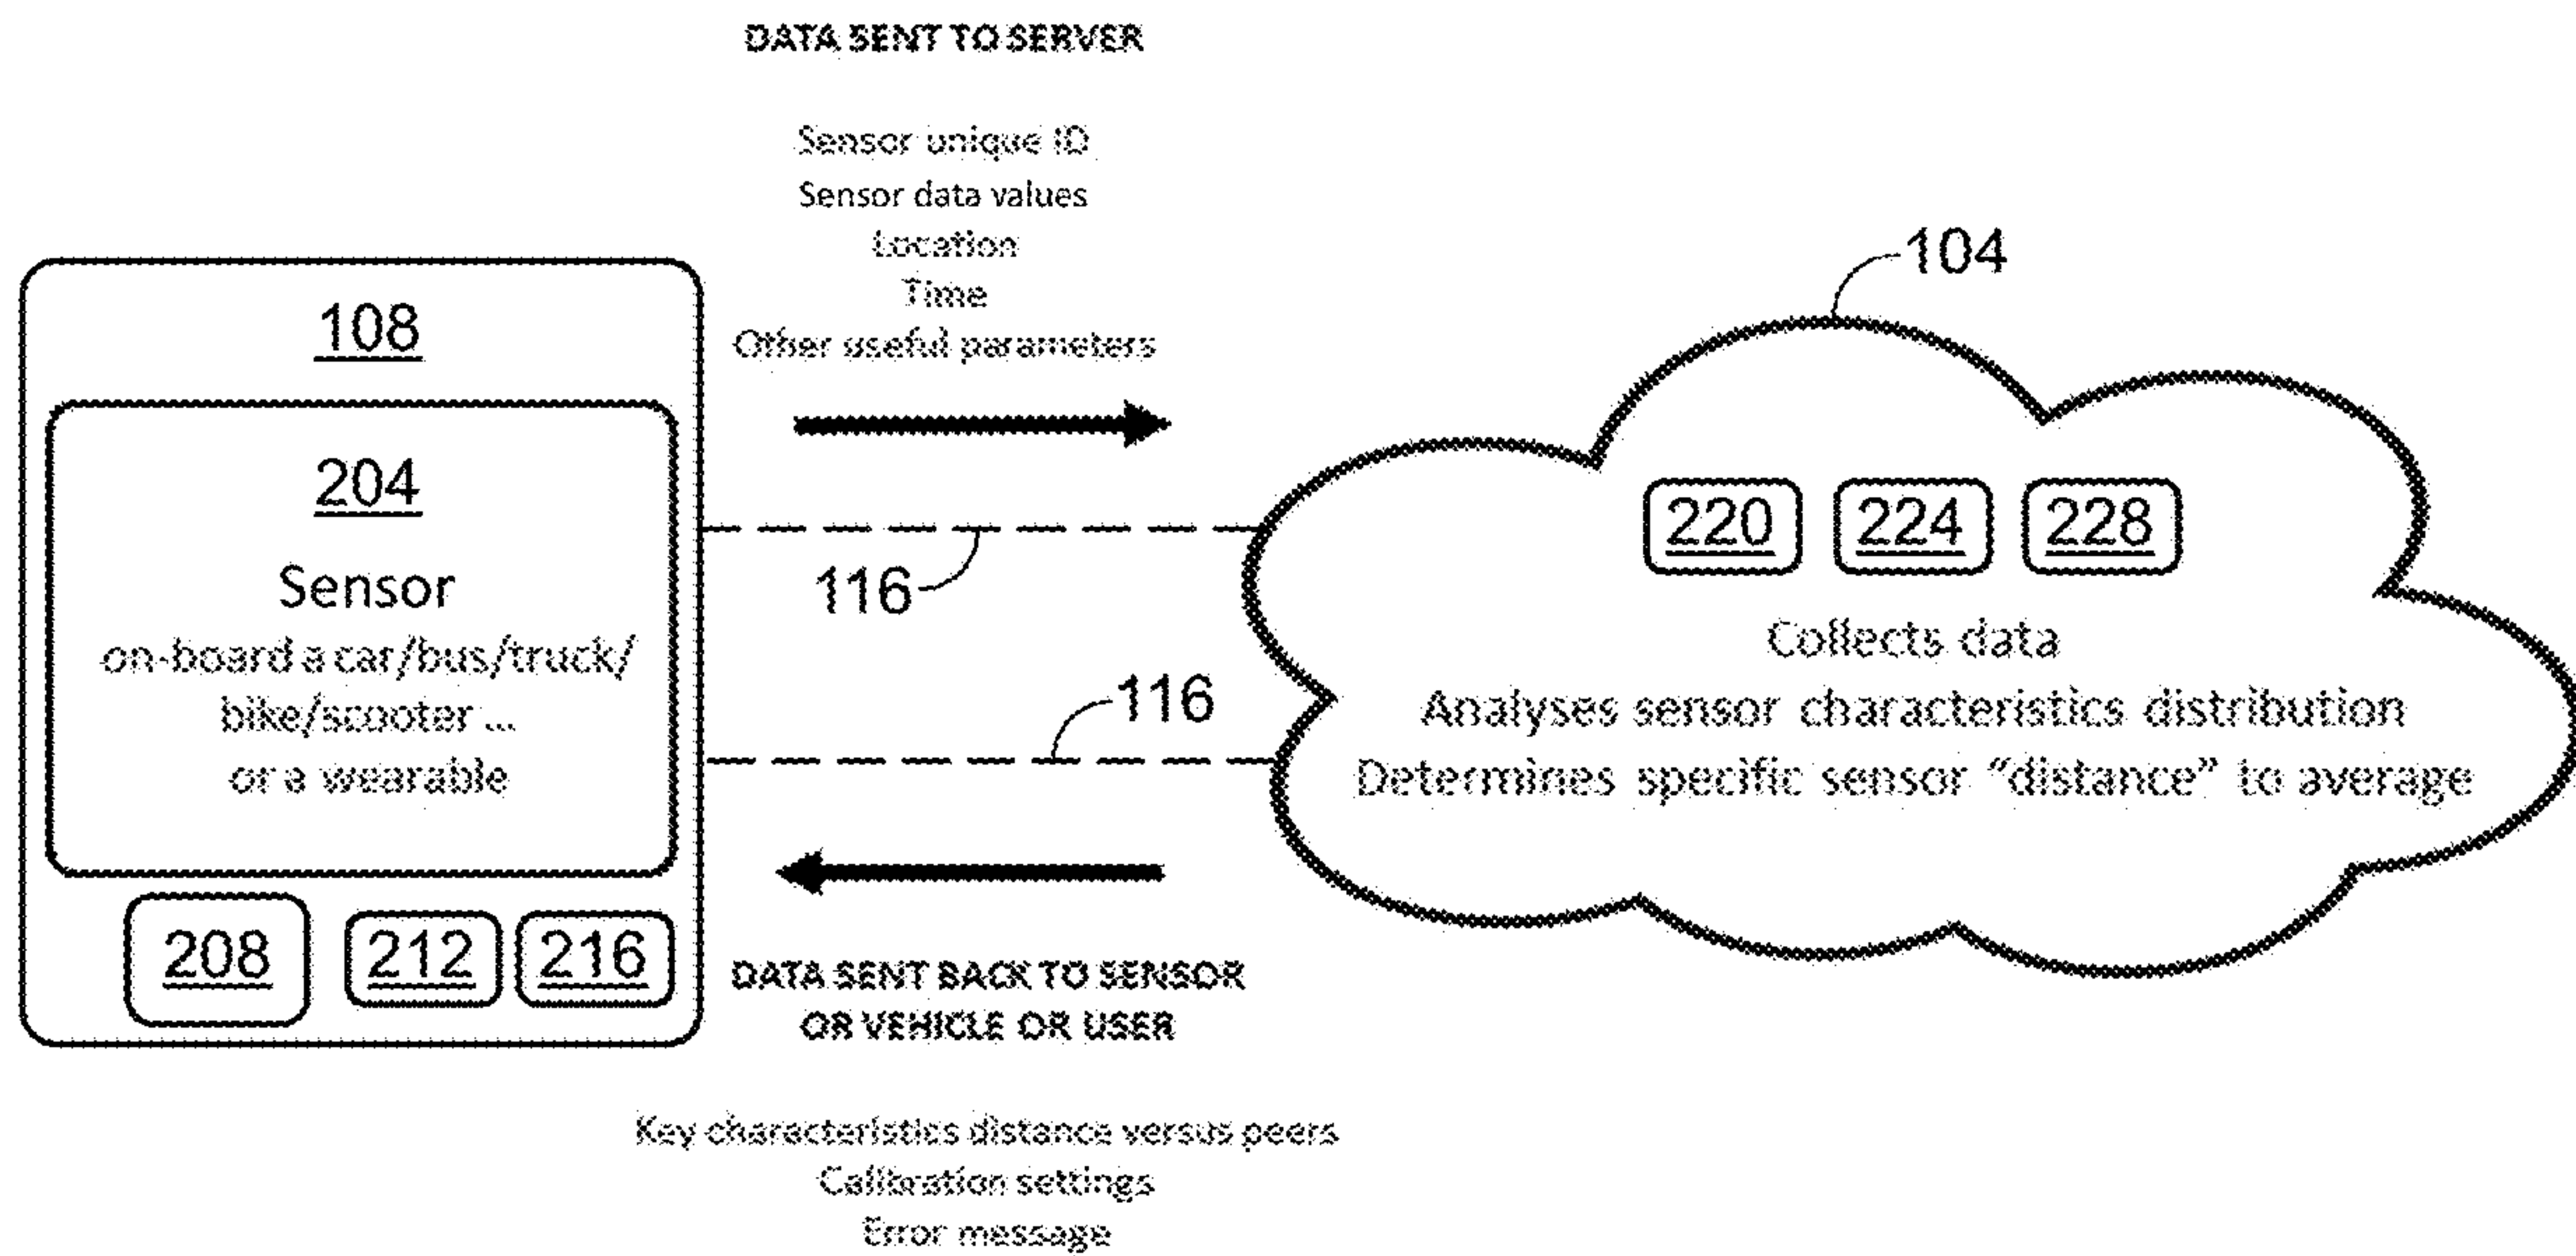 DATA SENT TO SERVER
Sensor unique ID
Sensor data values
Location
Time
Other useful parameters
108
204
Sensor
on-board a car/bus/truck/
bike/scooter ...
or a wearable
208
212
216
116
116
DATA SENT BACK TO SENSOR
OR VEHICLE OR USER
Key characteristics distance versus peers
Calibration settings
Error message
104
220
224
228
Collects data
Analyses sensor characteristics distribution
Determines specific sensor “distance” to average